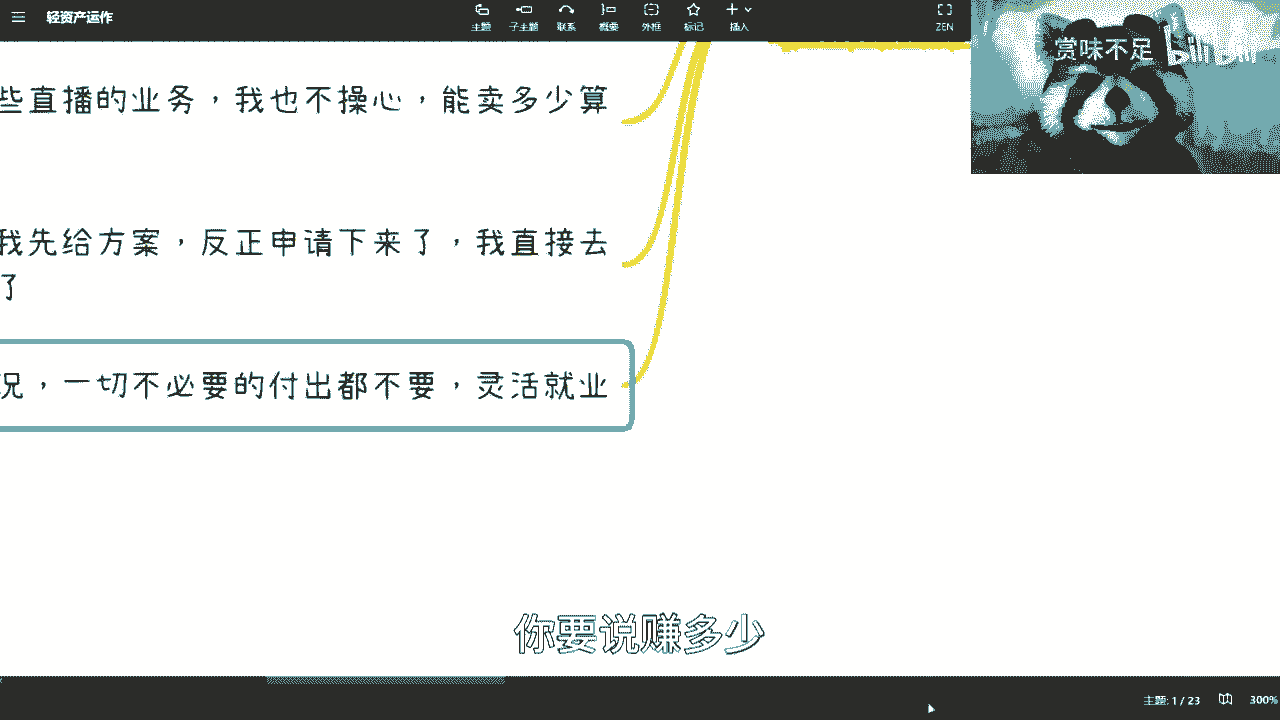 轻资产运作
主题
子主题
联系
概要
外框
标记
插入
ZEN
赏味不足
bilibili
些直播的业务，我也不操心，能卖多少算
我先给方案，反正申请下来了，我直接去
了
况，一切不必要的付出都不要，灵活就业
你要说赚多少
主题: 1 / 23
300%